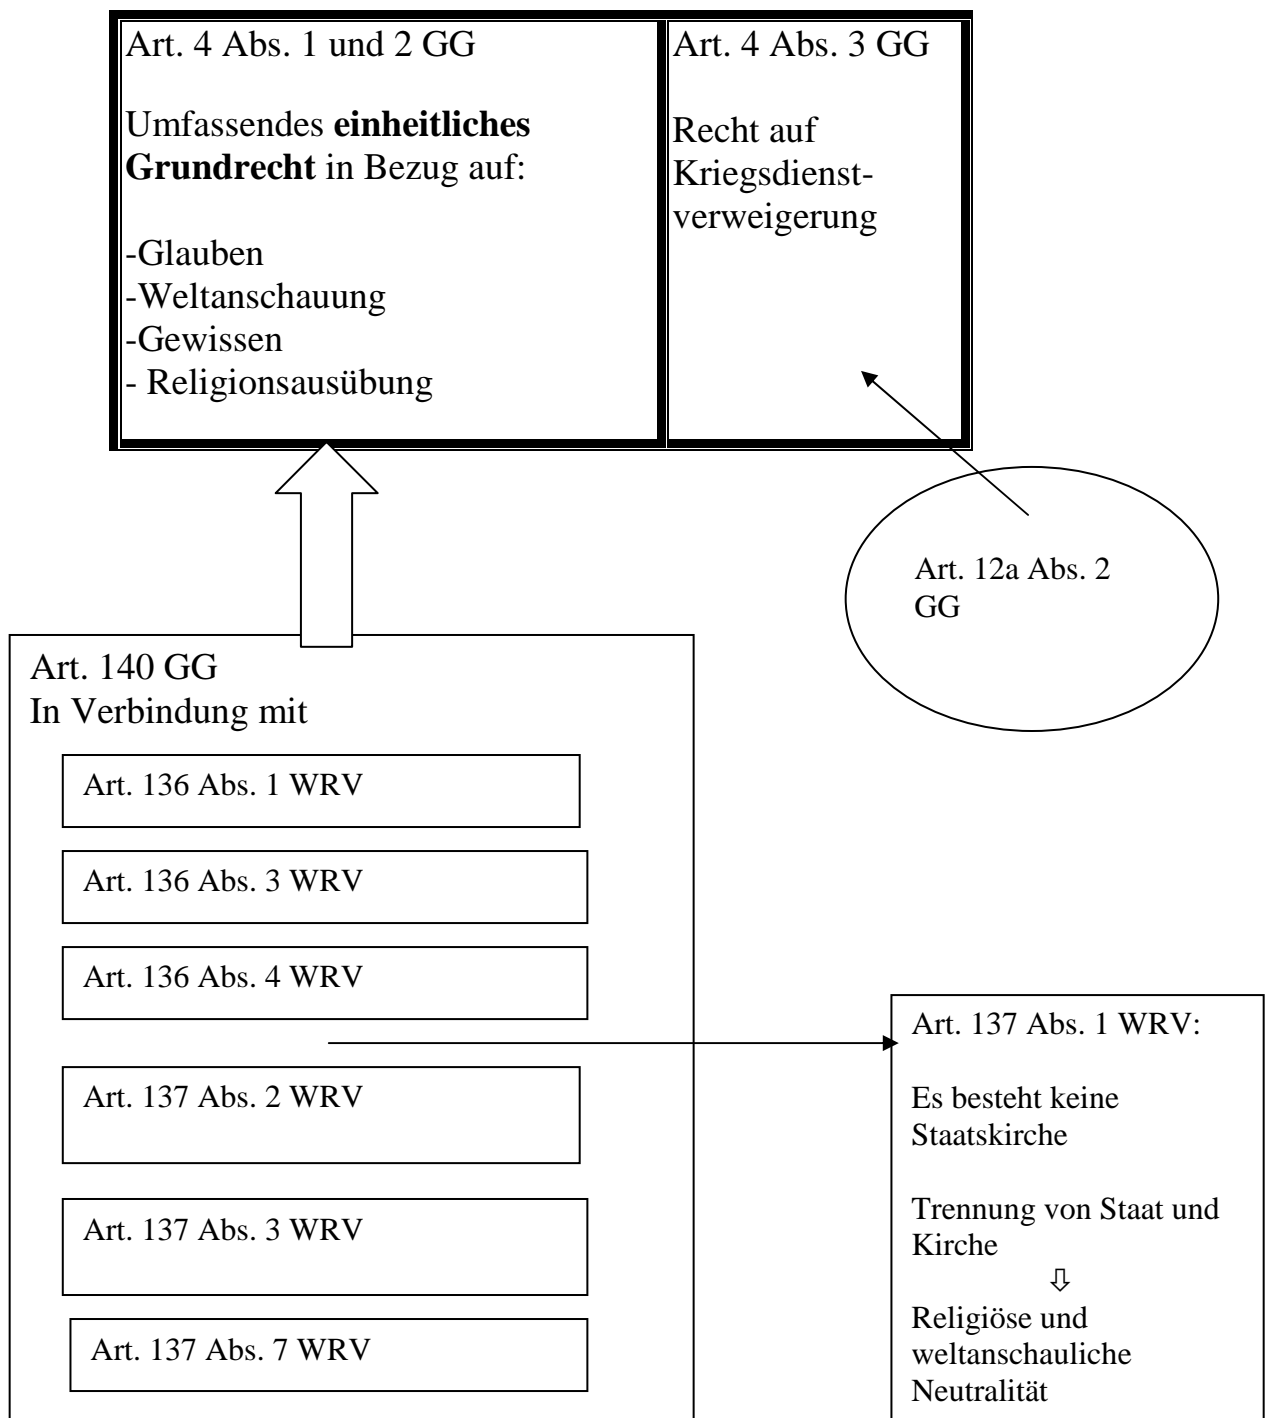 Art. 4 Abs. 1 und 2 GG
Umfassendes einheitliches
Grundrecht in Bezug auf:
-Glauben
-Weltanschauung
-Gewissen
- Religionsausübung
Art. 4 Abs. 3 GG
Recht auf
Kriegsdienst-
verweigerung
Art. 12a Abs. 2
GG
Art. 140 GG
In Verbindung mit
Art. 136 Abs. 1 WRV
Art. 136 Abs. 3 WRV
Art. 136 Abs. 4 WRV
Art. 137 Abs. 2 WRV
Art. 137 Abs. 3 WRV
Art. 137 Abs. 7 WRV
Art. 137 Abs. 1 WRV:
Es besteht keine
Staatskirche
Trennung von Staat und
Kirche
⇩
Religiöse und
weltanschauliche
Neutralität